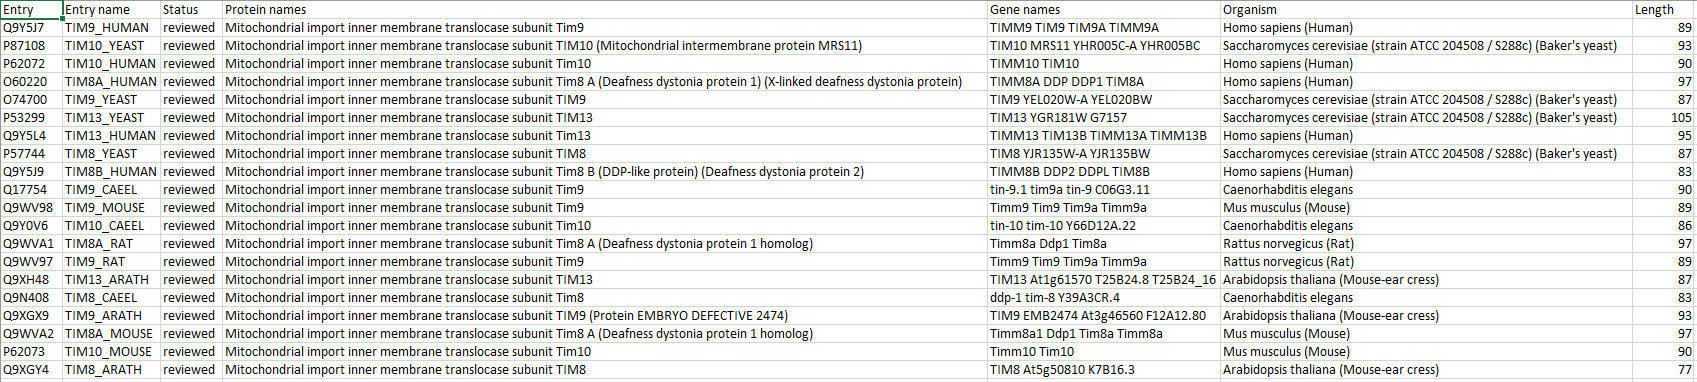 Entry Entry name Status Protein names Gene names Organism Length
Q9Y5J7 TIM9_HUMAN reviewed Mitochondrial import inner membrane translocase subunit Tim9 TIMM9 TIM9 TIM9A TIMM9A Homo sapiens (Human) 89
P87108 TIM10_YEAST reviewed Mitochondrial import inner membrane translocase subunit TIM10 (Mitochondrial intermembrane protein MRS11) TIM10 MRS11 YHR005C-A YHR005BC Saccharomyces cerevisiae (strain ATCC 204508 / S288c) (Baker's yeast) 93
P62072 TIM10_HUMAN reviewed Mitochondrial import inner membrane translocase subunit Tim10 TIMM10 TIM10 Homo sapiens (Human) 90
O60220 TIM8A_HUMAN reviewed Mitochondrial import inner membrane translocase subunit Tim8 A (Deafness dystonia protein 1) (X-linked deafness dystonia protein) TIMM8A DDP DDP1 TIM8A Homo sapiens (Human) 97
O74700 TIM9_YEAST reviewed Mitochondrial import inner membrane translocase subunit TIM9 TIM9 YEL020W-A YEL020BW Saccharomyces cerevisiae (strain ATCC 204508 / S288c) (Baker's yeast) 87
P53299 TIM13_YEAST reviewed Mitochondrial import inner membrane translocase subunit TIM13 TIM13 YGR181W G7157 Saccharomyces cerevisiae (strain ATCC 204508 / S288c) (Baker's yeast) 105
Q9Y5L4 TIM13_HUMAN reviewed Mitochondrial import inner membrane translocase subunit Tim13 TIMM13 TIM13B TIMM13A TIMM13B Homo sapiens (Human) 95
P57744 TIM8_YEAST reviewed Mitochondrial import inner membrane translocase subunit TIM8 TIM8 YJR135W-A YJR135BW Saccharomyces cerevisiae (strain ATCC 204508 / S288c) (Baker's yeast) 87
Q9Y5J9 TIM8B_HUMAN reviewed Mitochondrial import inner membrane translocase subunit Tim8 B (DDP-like protein) (Deafness dystonia protein 2) TIMM8B DDP2 DDPL TIM8B Homo sapiens (Human) 83
Q17754 TIM9_CAEEL reviewed Mitochondrial import inner membrane translocase subunit Tim9 tin-9.1 tim9a tin-9 C06G3.11 Caenorhabditis elegans 90
Q9WV98 TIM9_MOUSE reviewed Mitochondrial import inner membrane translocase subunit Tim9 Timm9 Tim9 Tim9a Timm9a Mus musculus (Mouse) 89
Q9Y0V6 TIM10_CAEEL reviewed Mitochondrial import inner membrane translocase subunit Tim10 tin-10 tim-10 Y66D12A.22 Caenorhabditis elegans 86
Q9WVA1 TIM8A_RAT reviewed Mitochondrial import inner membrane translocase subunit Tim8 A (Deafness dystonia protein 1 homolog) Timm8a Ddp1 Tim8a Rattus norvegicus (Rat) 97
Q9WV97 TIM9_RAT reviewed Mitochondrial import inner membrane translocase subunit Tim9 Timm9 Tim9 Tim9a Timm9a Rattus norvegicus (Rat) 89
Q9XH48 TIM13_ARATH reviewed Mitochondrial import inner membrane translocase subunit TIM13 TIM13 At1g61570 T25B24.8 T25B24_16 Arabidopsis thaliana (Mouse-ear cress) 87
Q9N408 TIM8_CAEEL reviewed Mitochondrial import inner membrane translocase subunit Tim8 ddp-1 tim-8 Y39A3CR.4 Caenorhabditis elegans 83
Q9XGX9 TIM9_ARATH reviewed Mitochondrial import inner membrane translocase subunit TIM9 (Protein EMBRYO DEFECTIVE 2474) TIM9 EMB2474 At3g46560 F12A12.80 Arabidopsis thaliana (Mouse-ear cress) 93
Q9WVA2 TIM8A_MOUSE reviewed Mitochondrial import inner membrane translocase subunit Tim8 A (Deafness dystonia protein 1 homolog) Timm8a1 Ddp1 Tim8a Timm8a Mus musculus (Mouse) 97
P62073 TIM10_MOUSE reviewed Mitochondrial import inner membrane translocase subunit Tim10 Timm10 Tim10 Mus musculus (Mouse) 90
Q9XGY4 TIM8_ARATH reviewed Mitochondrial import inner membrane translocase subunit TIM8 TIM8 At5g50810 K7B16.3 Arabidopsis thaliana (Mouse-ear cress) 77